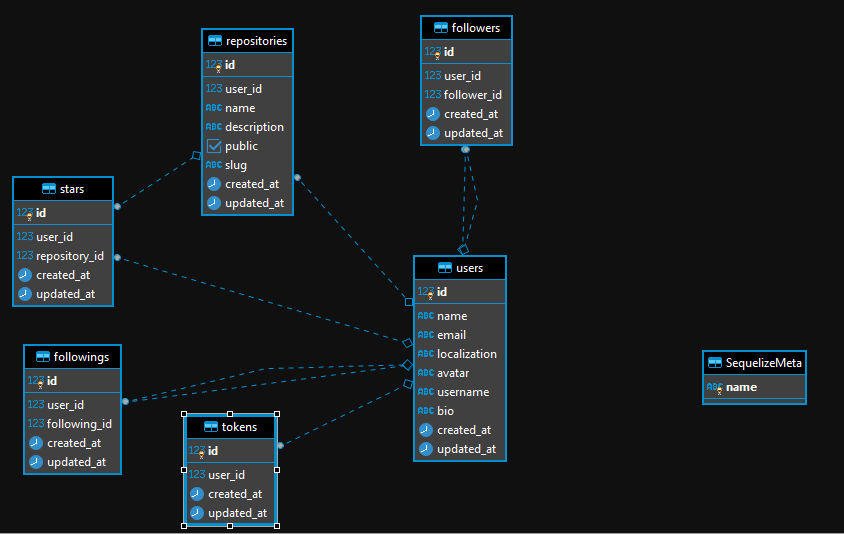 repositories
123 id
123 user_id
ABC name
ABC description
public
ABC slug
created_at
updated_at
followers
123 id
123 user_id
123 follower_id
created_at
updated_at
stars
123 id
123 user_id
123 repository_id
created_at
updated_at
users
123 id
ABC name
ABC email
ABC localization
ABC avatar
ABC username
ABC bio
created_at
updated_at
followings
123 id
123 user_id
123 following_id
created_at
updated_at
tokens
123 id
123 user_id
created_at
updated_at
SequelizeMeta
ABC name